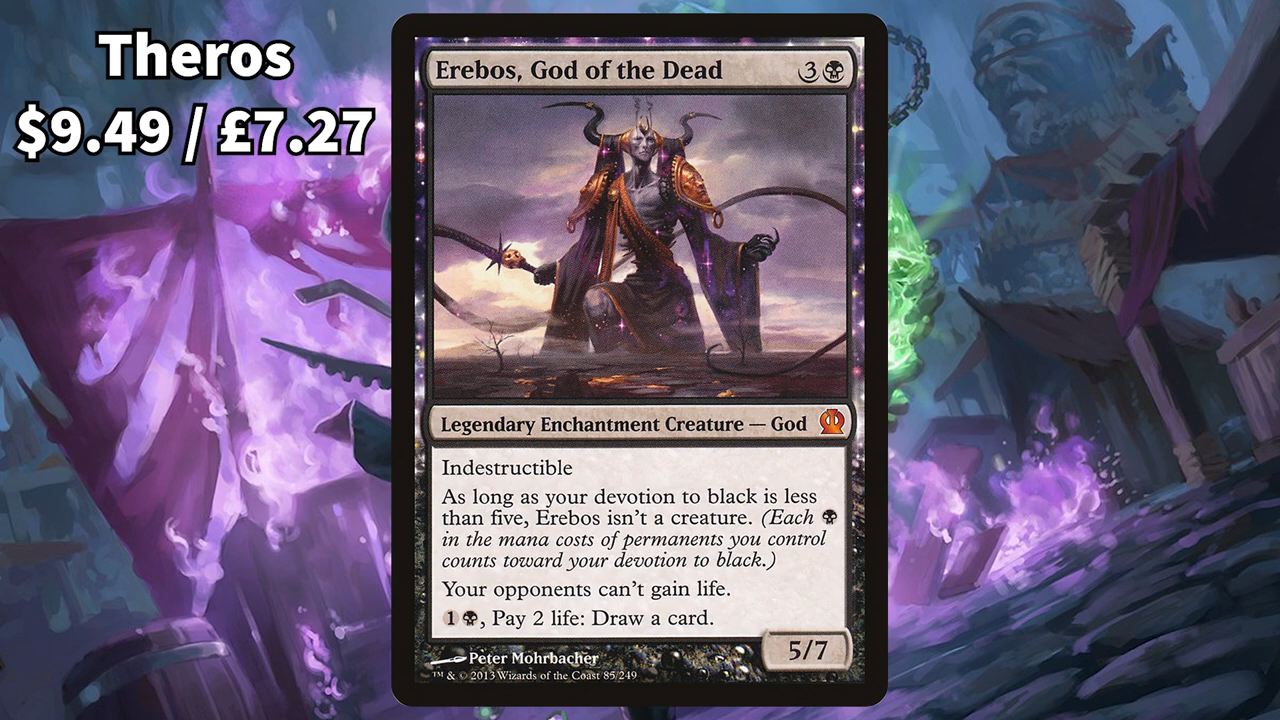 Theros
$9.49 / £7.27
Erebos, God of the Dead
3
Legendary Enchantment Creature — God
Indestructible
As long as your devotion to black is less
than five, Erebos isn't a creature. (Each
in the mana costs of permanents you control
counts toward your devotion to black.)
Your opponents can't gain life.
1, Pay 2 life: Draw a card.
5/7
Peter Mohrbacher
™ & © 2013 Wizards of the Coast 85/249